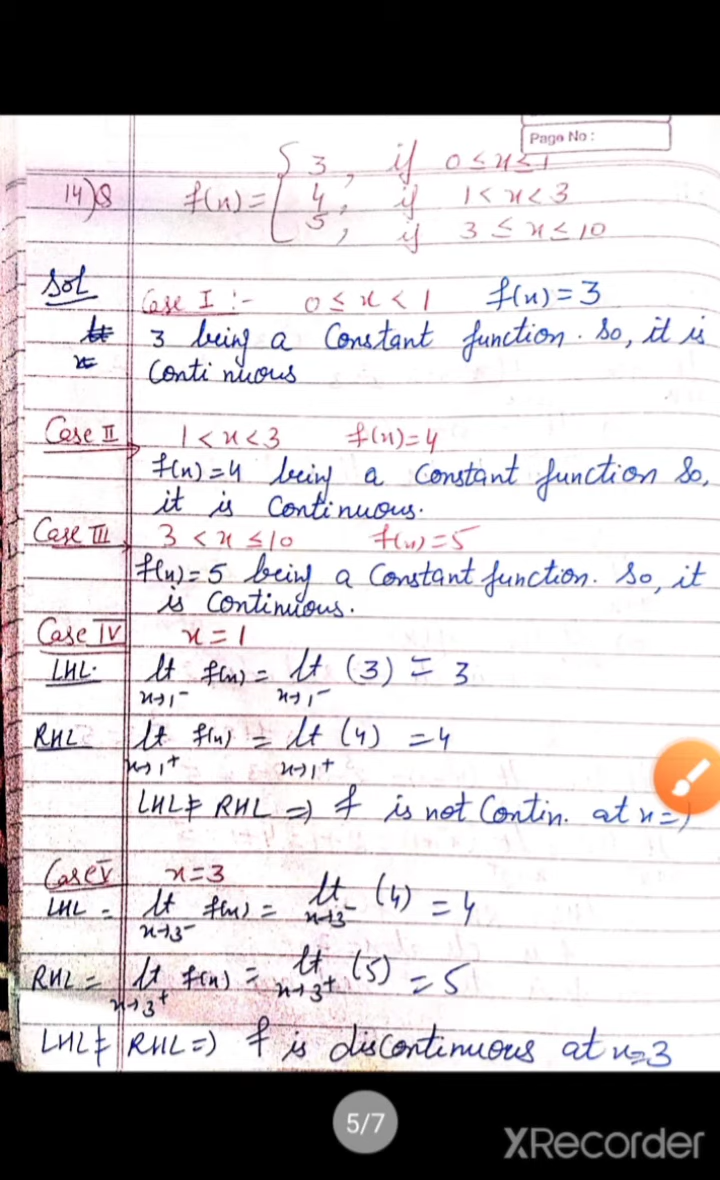 Page No :
3, if 0 ≤ x ≤ 1
14) 8 f(x) = { 4, if 1 < x < 3
5, if 3 ≤ x ≤ 10
Sol
Case I :- 0 ≤ x < 1 f(x) = 3
3 being a Constant function. So, it is
Conti nuous
Case II 1 < x < 3 f(x) = 4
f(x) = 4 being a Constant function So,
it is Continuous.
Case III 3 < x ≤ 10 f(x) = 5
f(x) = 5 being a Constant function. So, it
is Continuous.
Case IV x = 1
LHL. lt f(x) = lt (3) = 3
x→1⁻ x→1⁻
RHL lt f(x) = lt (4) = 4
x→1⁺ x→1⁺
LHL ≠ RHL ⇒ f is not Contin. at x = 1
Case V x = 3
LHL = lt f(x) = lt (4) = 4
x→3⁻ x→3⁻
RHL = lt f(x) = lt (5) = 5
x→3⁺ x→3⁺
LHL ≠ RHL ⇒ f is discontinuous at x=3
5/7
XRecorder